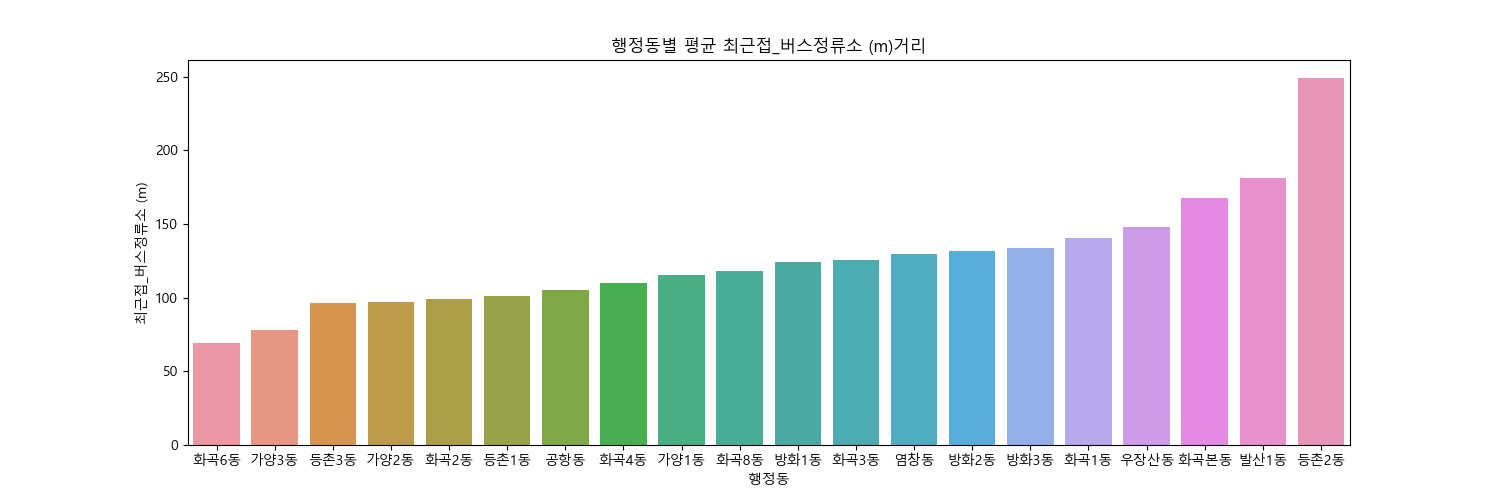 행정동별 평균 최근접_버스정류소 (m)거리
최근접_버스정류소 (m)
250
200
150
100
50
0
화곡6동 가양3동 등촌3동 가양2동 화곡2동 등촌1동 공항동 화곡4동 가양1동 화곡8동 방화1동 화곡3동 염창동 방화2동 방화3동 화곡1동 우장산동 화곡본동 발산1동 등촌2동
행정동